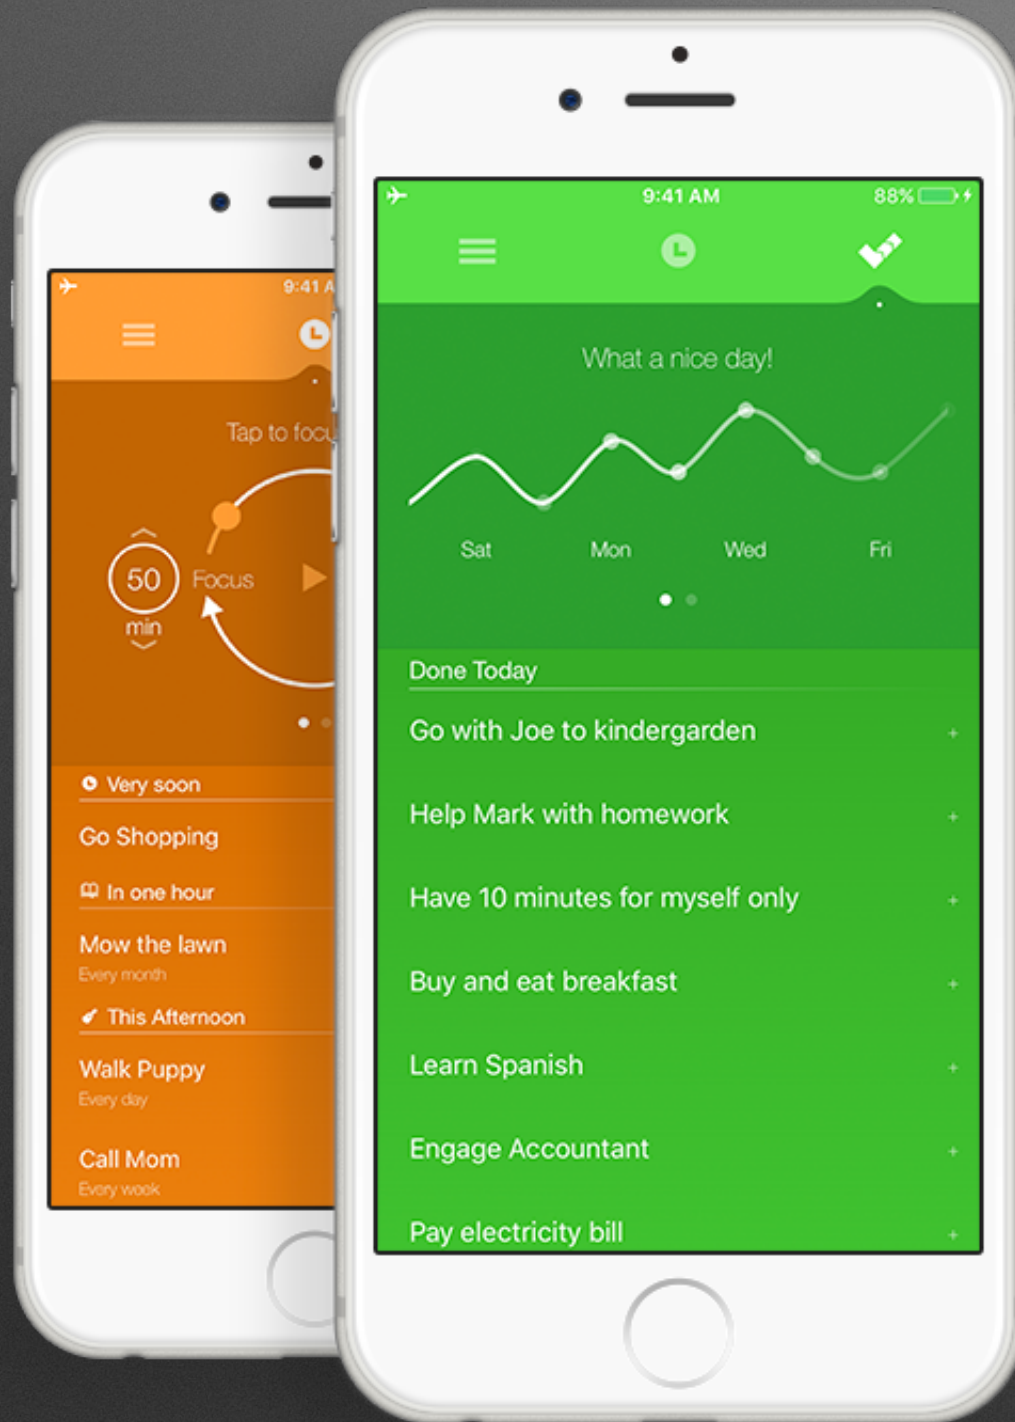 9:41 A
Tap to focu
50
Focus
min
Very soon
Go Shopping
In one hour
Mow the lawn
Every month
This Afternoon
Walk Puppy
Every day
Call Mom
Every week
9:41 AM 88%
What a nice day!
Sat Mon Wed Fri
Done Today
Go with Joe to kindergarden
Help Mark with homework
Have 10 minutes for myself only
Buy and eat breakfast
Learn Spanish
Engage Accountant
Pay electricity bill